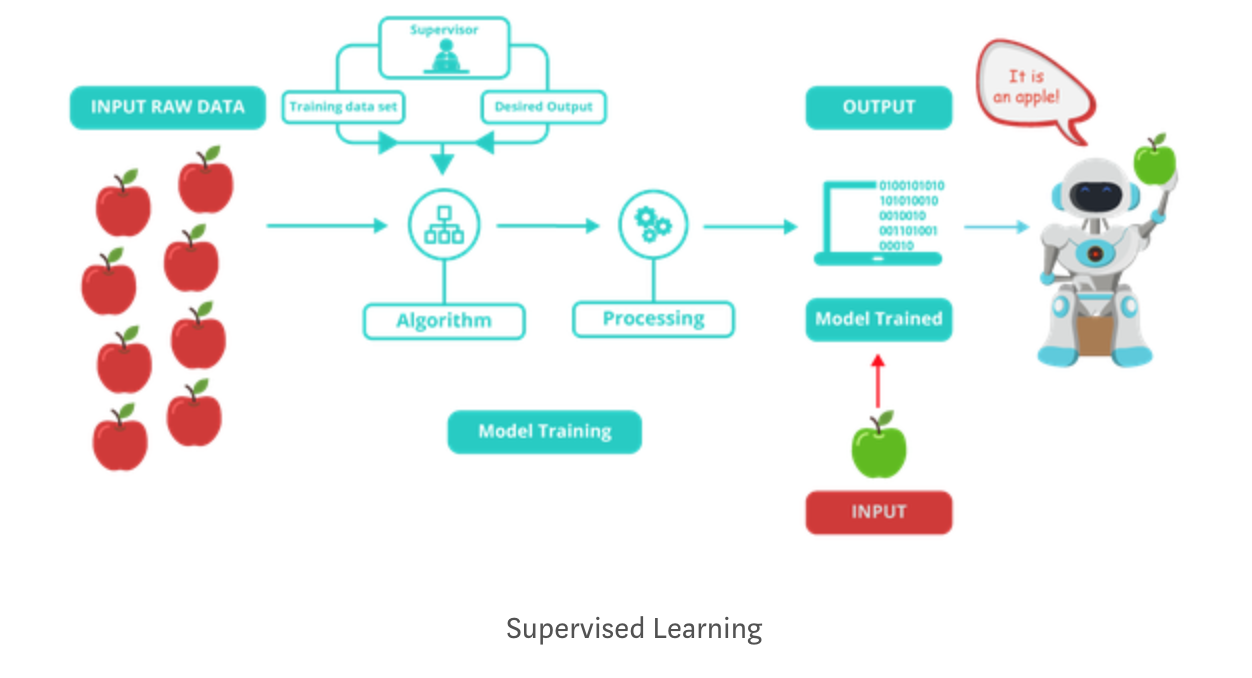 Supervisor
INPUT RAW DATA
Training data set
Desired Output
OUTPUT
It is
an apple!
0100101010
101010010
0010010
001101001
00010
Algorithm
Processing
Model Trained
Model Training
INPUT
Supervised Learning